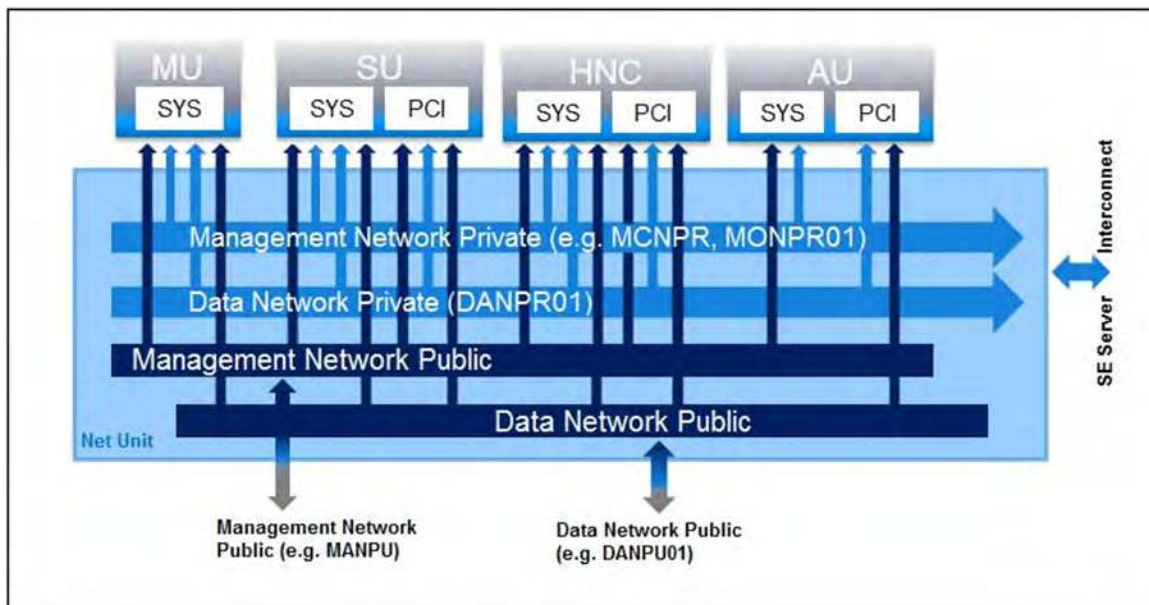 MU SU HNC AU
SYS SYS PCI SYS PCI SYS PCI
Management Network Private (e.g. MCNPR, MONPR01)
Data Network Private (DANPR01)
Management Network Public
Data Network Public
Net Unit
SE Server Interconnect
Management Network
Public (e.g. MANPU)
Data Network Public
(e.g. DANPU01)